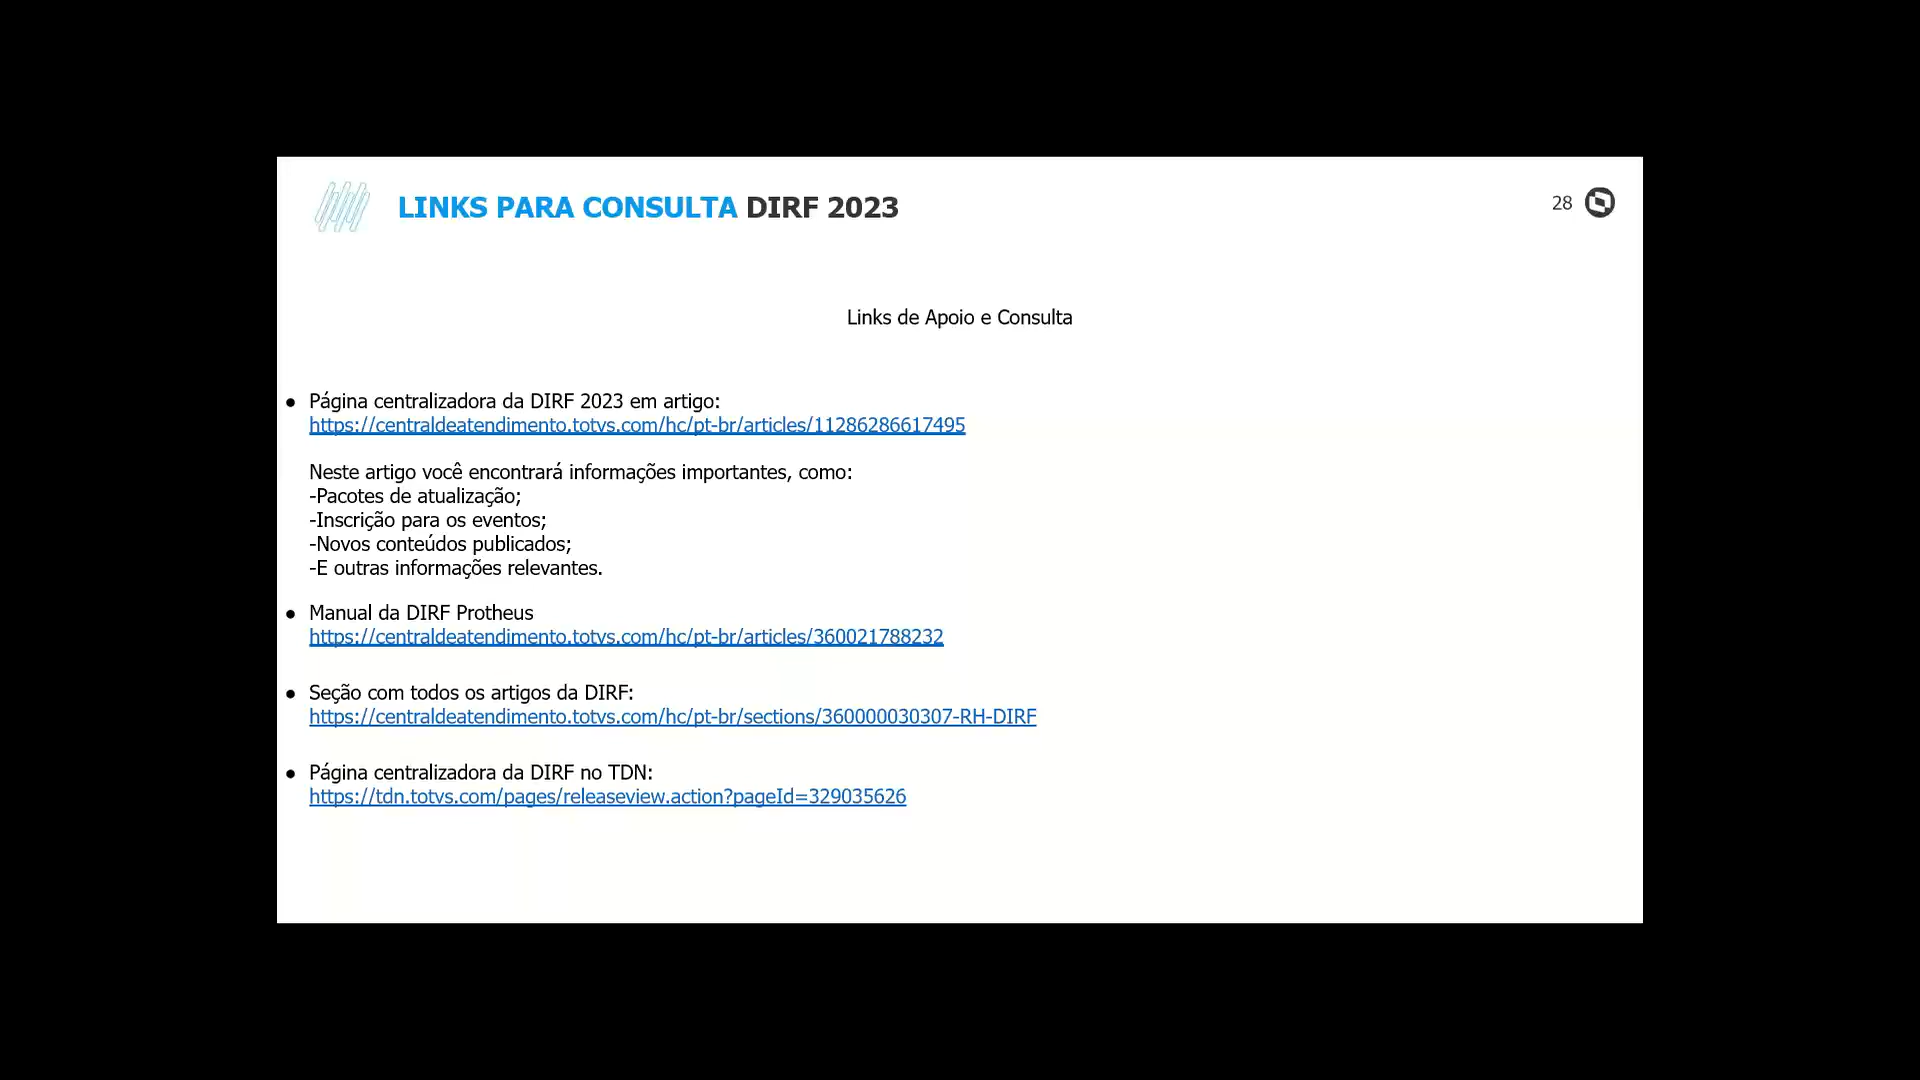 LINKS PARA CONSULTA DIRF 2023
28
Links de Apoio e Consulta
● Página centralizadora da DIRF 2023 em artigo:
https://centraldeatendimento.totvs.com/hc/pt-br/articles/11286286617495
Neste artigo você encontrará informações importantes, como:
-Pacotes de atualização;
-Inscrição para os eventos;
-Novos conteúdos publicados;
-E outras informações relevantes.
● Manual da DIRF Protheus
https://centraldeatendimento.totvs.com/hc/pt-br/articles/360021788232
● Seção com todos os artigos da DIRF:
https://centraldeatendimento.totvs.com/hc/pt-br/sections/360000030307-RH-DIRF
● Página centralizadora da DIRF no TDN:
https://tdn.totvs.com/pages/releaseview.action?pageId=329035626